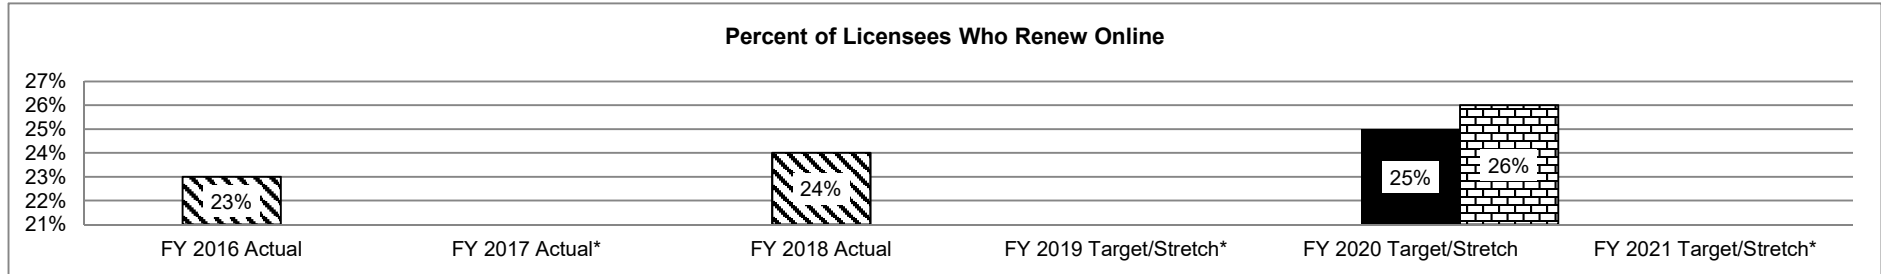 Percent of Licensees Who Renew Online
27%
26%
25%
24%
23%
22%
21%
23%
24%
25%
26%
FY 2016 Actual
FY 2017 Actual*
FY 2018 Actual
FY 2019 Target/Stretch*
FY 2020 Target/Stretch
FY 2021 Target/Stretch*